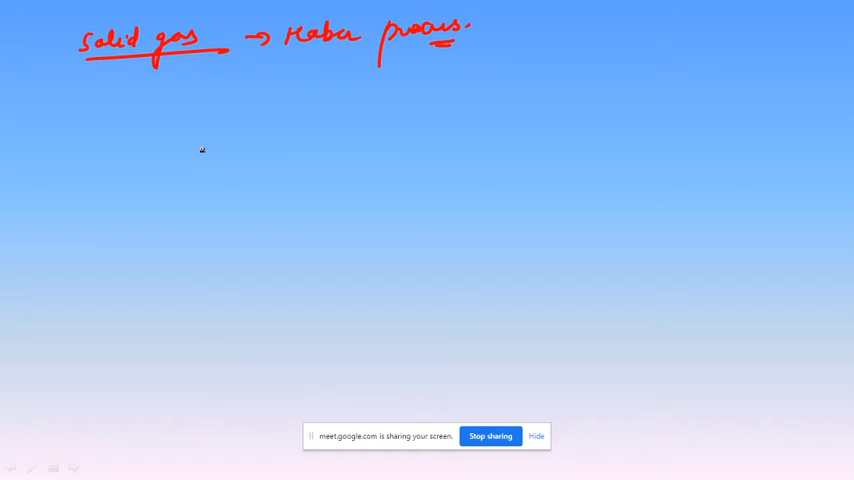 Solid gas → Haber process.
meet.google.com is sharing your screen. Stop sharing Hide